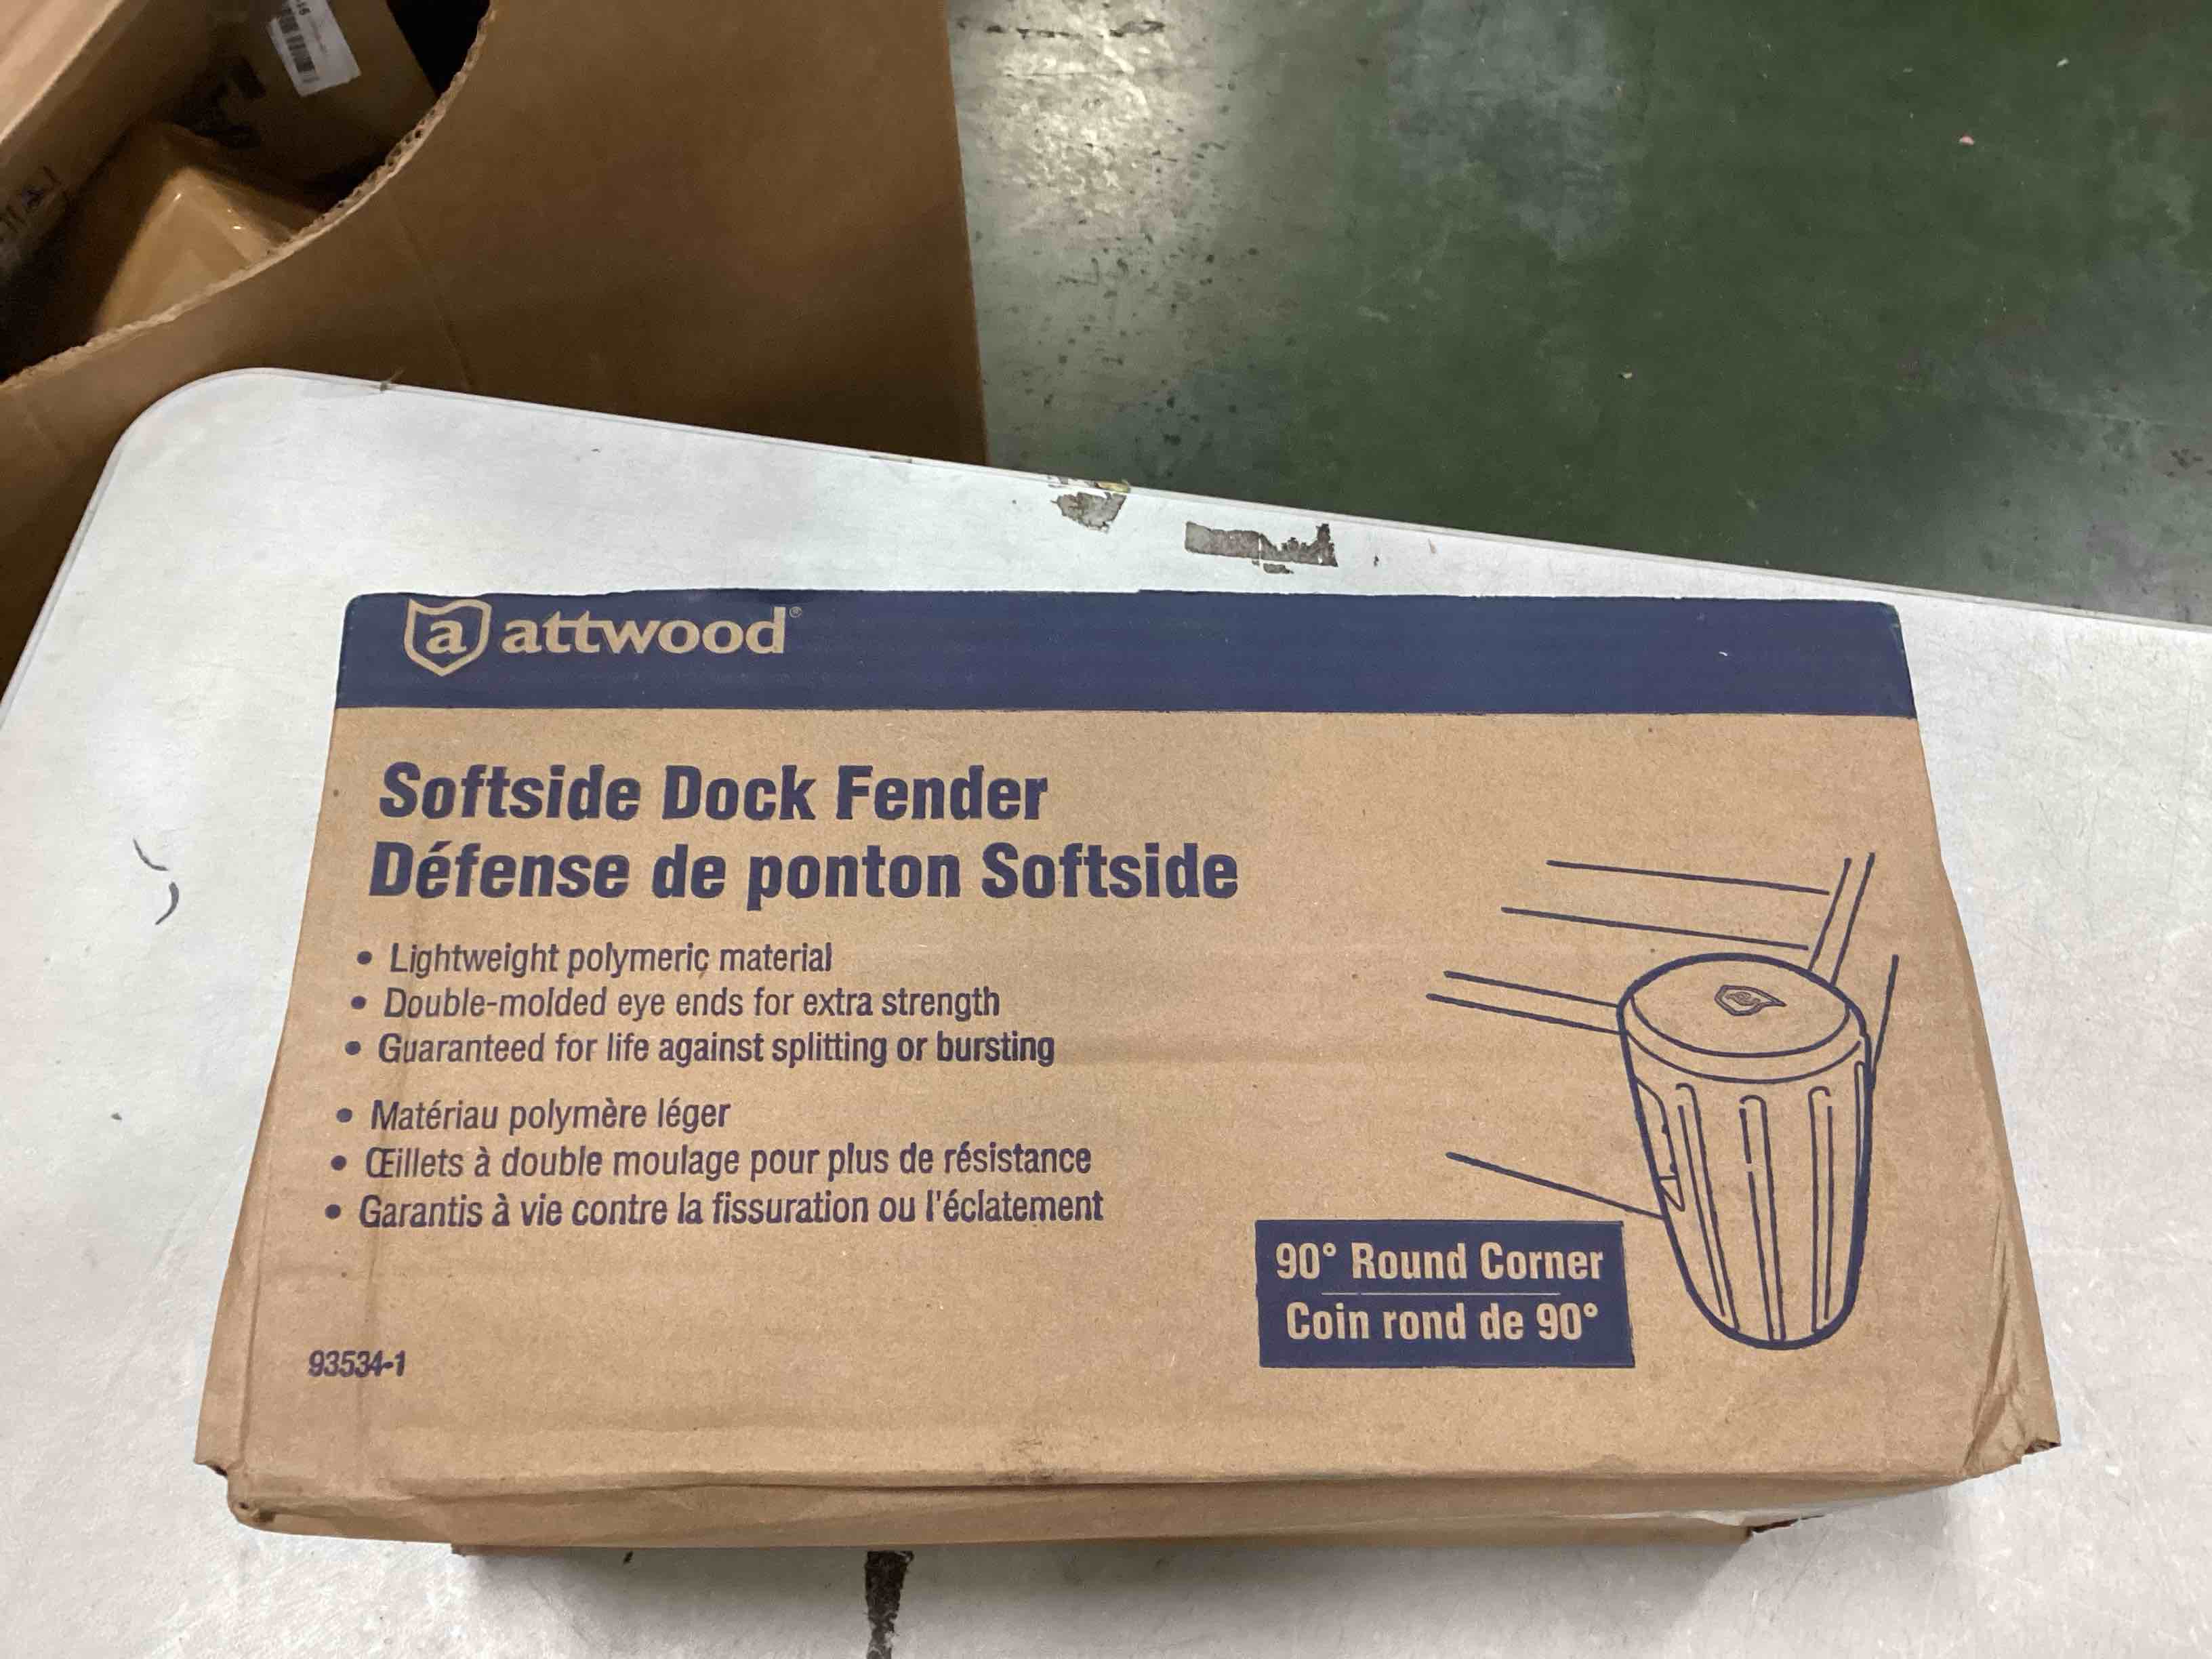 a attwood®
Softside Dock Fender
Défense de ponton Softside
• Lightweight polymeric material
• Double-molded eye ends for extra strength
• Guaranteed for life against splitting or bursting
• Matériau polymère léger
• Œillets à double moulage pour plus de résistance
• Garantis à vie contre la fissuration ou l'éclatement
90° Round Corner
Coin rond de 90°
93534-1